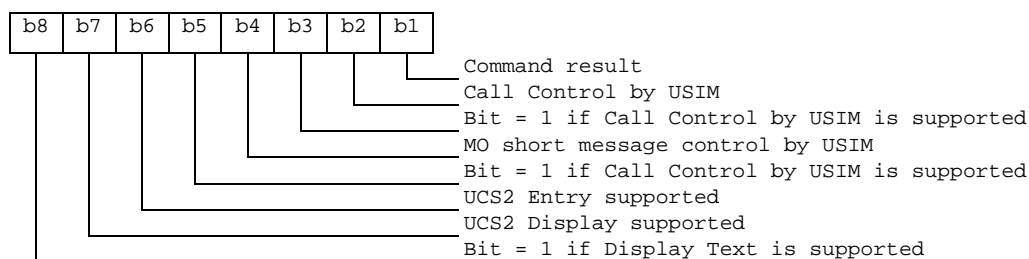 b8 b7 b6 b5 b4 b3 b2 b1
Command result
Call Control by USIM
Bit = 1 if Call Control by USIM is supported
MO short message control by USIM
Bit = 1 if Call Control by USIM is supported
UCS2 Entry supported
UCS2 Display supported
Bit = 1 if Display Text is supported